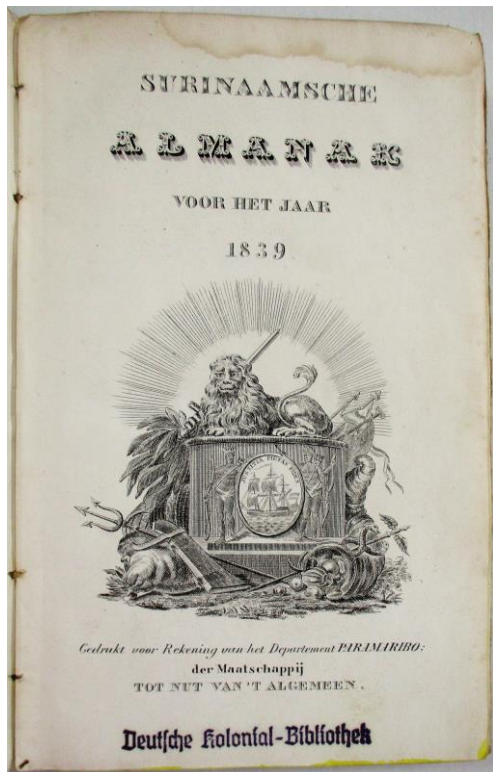 SURINAAMSCHE
ALMANAK
VOOR HET JAAR
1839
Gedrukt voor Rekening van het Departement PARAMARIBO:
der Maatschappij
TOT NUT VAN 'T ALGEMEEN.
Deutsche Kolonial-Bibliothek